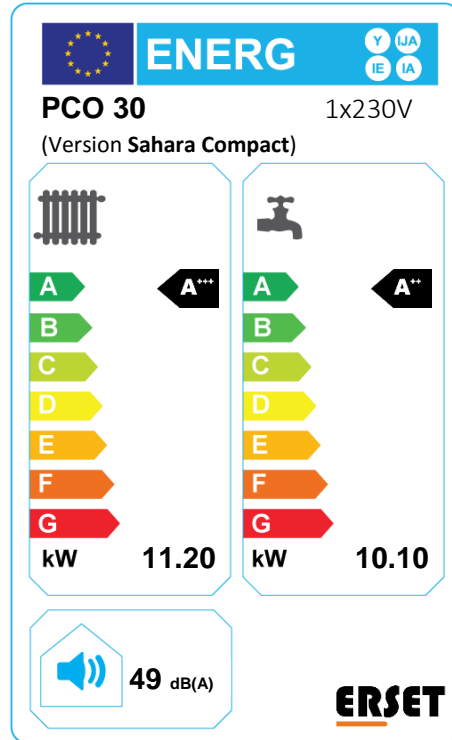 ENERG Y IJA
IE IA
PCO 30 1x230V
(Version Sahara Compact)
A A+++ A A++
B B
C C
D D
E E
F F
G G
kW 11.20 kW 10.10
49 dB(A)
ERSET